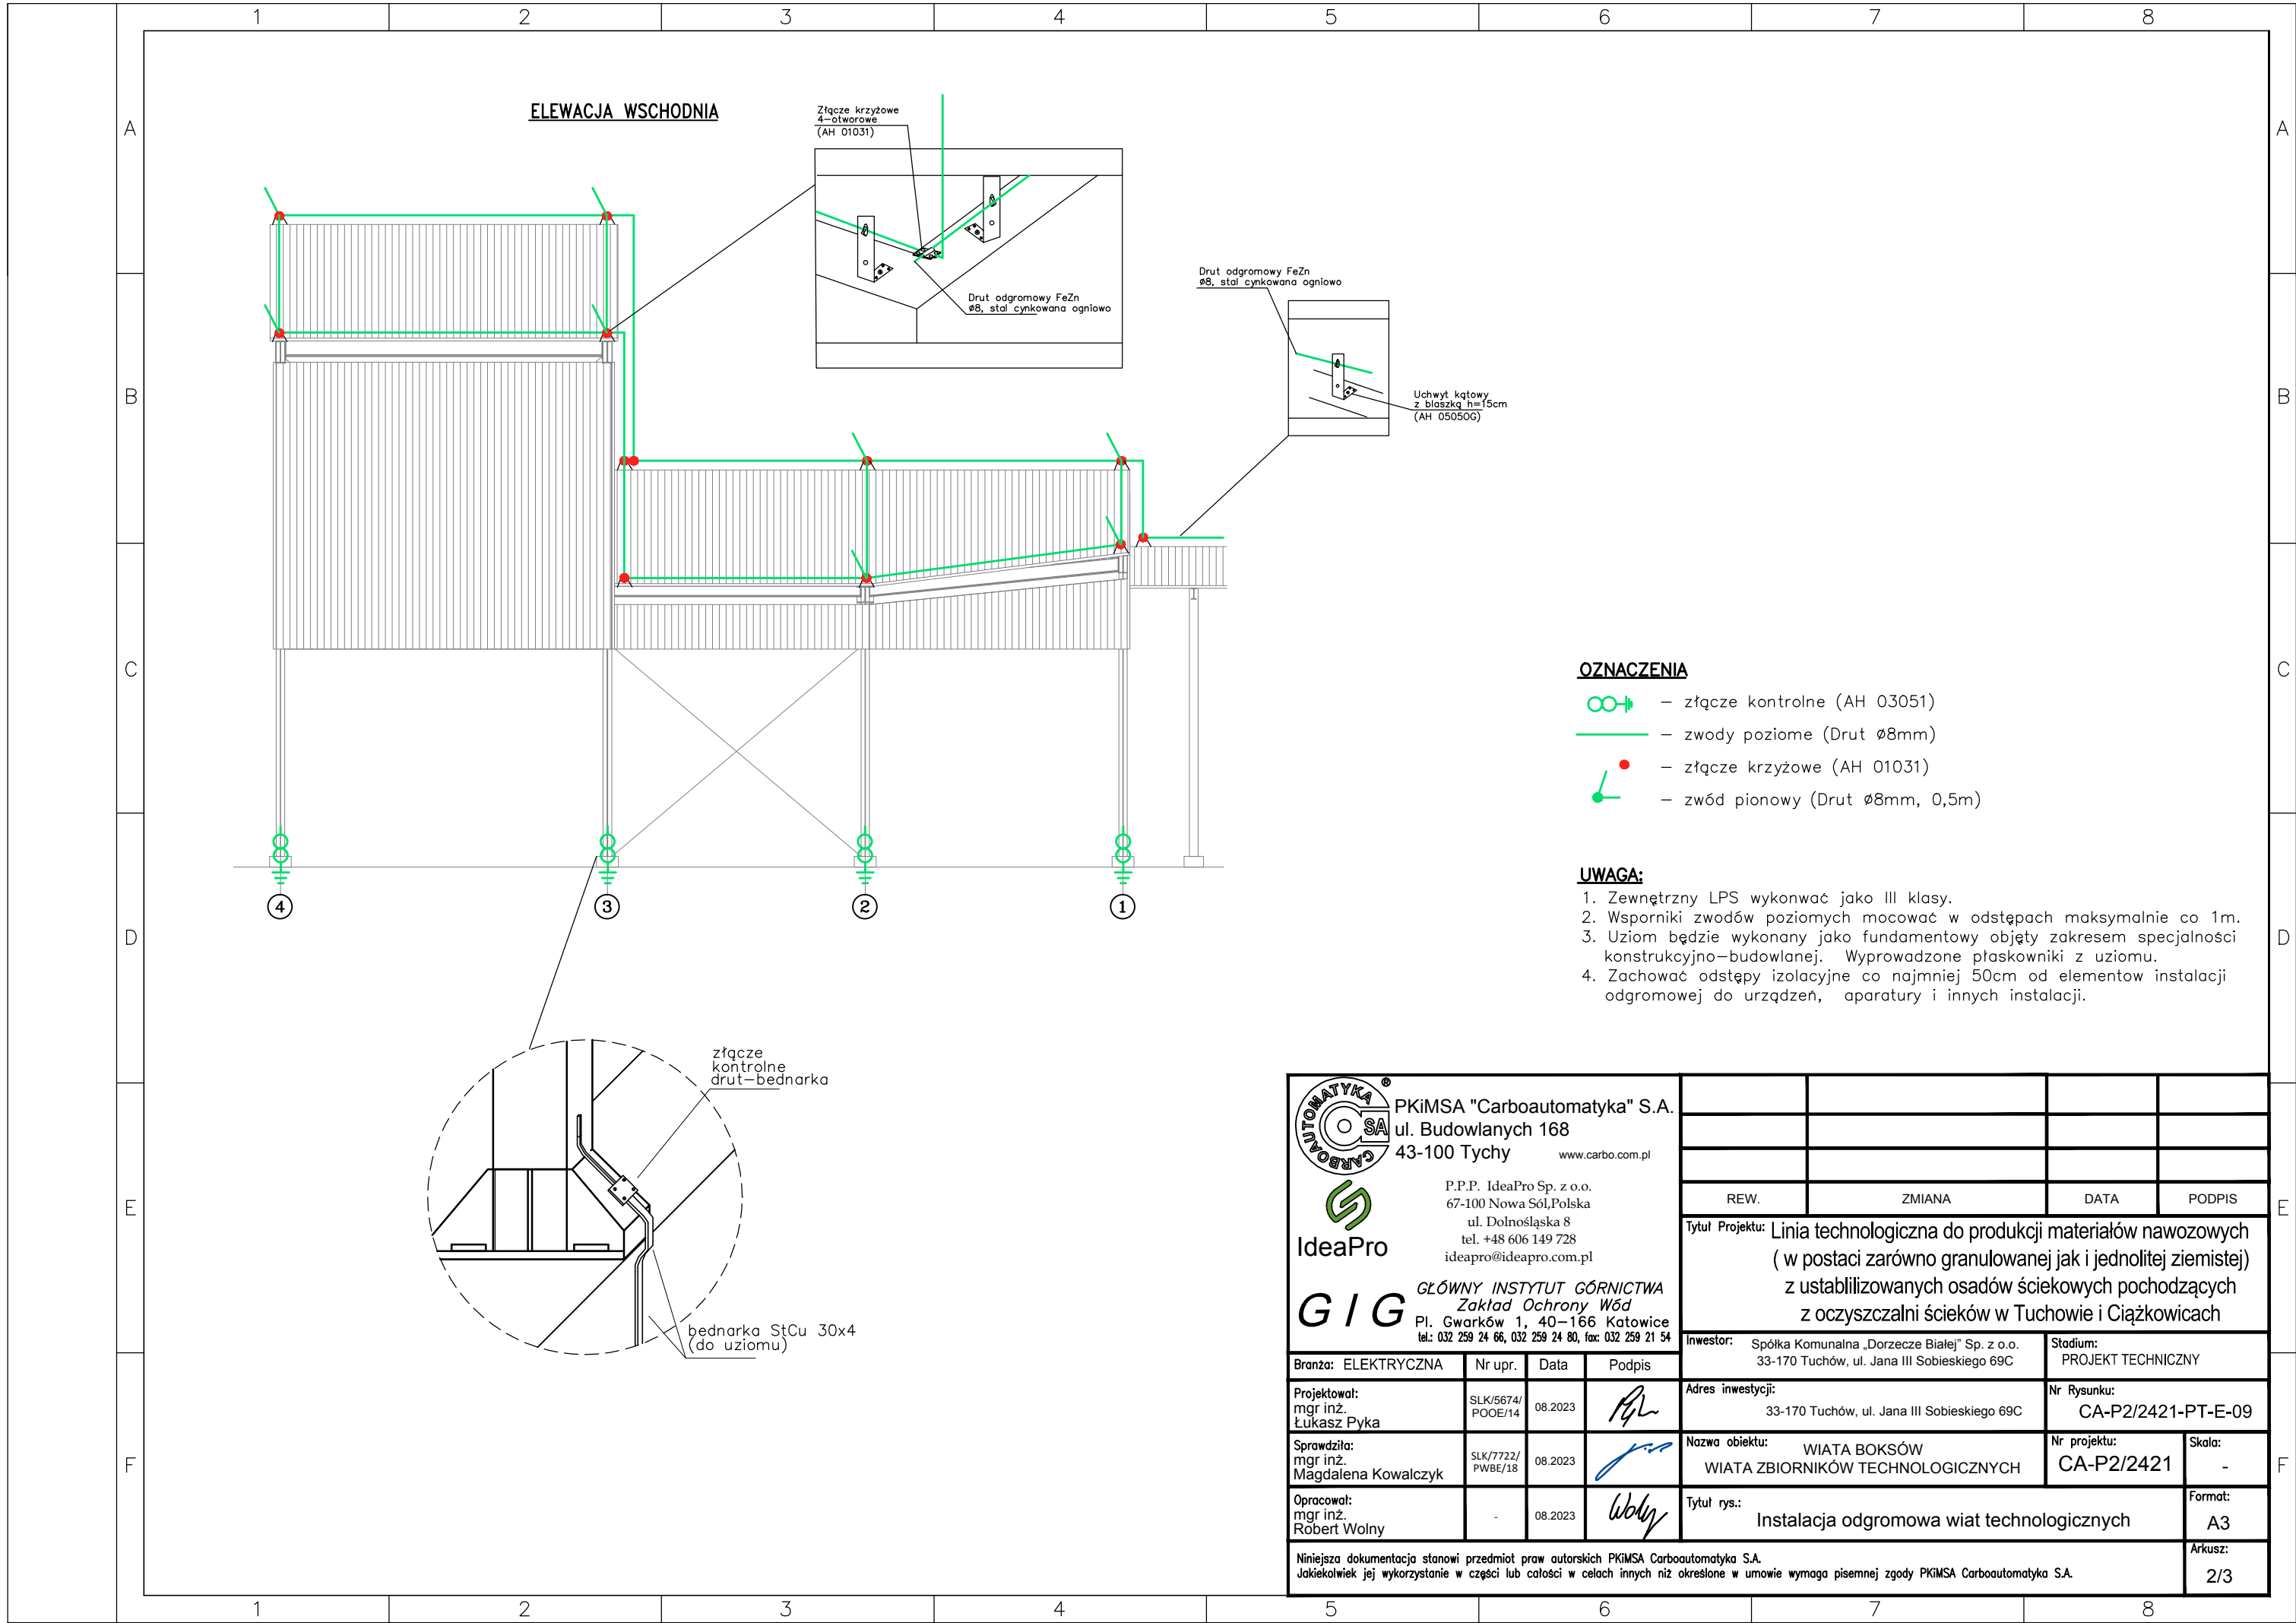 1 2 3 4 5 6 7 8
A A
B B
C C
D D
E E
F F
ELEWACJA WSCHODNIA
Złącze krzyżowe
4-otworowe
(AH 01031)
Drut odgromowy FeZn
ø8, stal cynkowana ogniowo
Drut odgromowy FeZn
ø8, stal cynkowana ogniowo
Uchwyt kątowy
z blaszką h=15cm
(AH 05050G)
4 3 2 1
złącze
kontrolne
drut-bednarka
bednarka StCu 30x4
(do uziomu)
OZNACZENIA
- złącze kontrolne (AH 03051)
- zwody poziome (Drut ø8mm)
- złącze krzyżowe (AH 01031)
- zwód pionowy (Drut ø8mm, 0,5m)
UWAGA:
1. Zewnętrzny LPS wykonwać jako III klasy.
2. Wsporniki zwodów poziomych mocować w odstępach maksymalnie co 1m.
3. Uziom będzie wykonany jako fundamentowy objęty zakresem specjalności
konstrukcyjno-budowlanej. Wyprowadzone płaskowniki z uziomu.
4. Zachować odstępy izolacyjne co najmniej 50cm od elementow instalacji
odgromowej do urządzeń, aparatury i innych instalacji.
CARBOAUTOMATYKA SA ®
PKiMSA "Carboautomatyka" S.A.
ul. Budowlanych 168
43-100 Tychy www.carbo.com.pl
IdeaPro
P.P.P. IdeaPro Sp. z o.o.
67-100 Nowa Sól,Polska
ul. Dolnośląska 8
tel. +48 606 149 728
ideapro@ideapro.com.pl
G I G
GŁÓWNY INSTYTUT GÓRNICTWA
Zakład Ochrony Wód
Pl. Gwarków 1, 40-166 Katowice
tel.: 032 259 24 66, 032 259 24 80, fax: 032 259 21 54
Branża: ELEKTRYCZNA Nr upr. Data Podpis
Projektował:
mgr inż.
Łukasz Pyka
SLK/5674/
POOE/14
08.2023
Sprawdziła:
mgr inż.
Magdalena Kowalczyk
SLK/7722/
PWBE/18
08.2023
Opracował:
mgr inż.
Robert Wolny
-
08.2023
Wolny
REW. ZMIANA DATA PODPIS
Tytuł Projektu: Linia technologiczna do produkcji materiałów nawozowych
( w postaci zarówno granulowanej jak i jednolitej ziemistej)
z ustablilizowanych osadów ściekowych pochodzących
z oczyszczalni ścieków w Tuchowie i Ciążkowicach
Inwestor: Spółka Komunalna „Dorzecze Białej" Sp. z o.o.
33-170 Tuchów, ul. Jana III Sobieskiego 69C
Stadium:
PROJEKT TECHNICZNY
Adres inwestycji:
33-170 Tuchów, ul. Jana III Sobieskiego 69C
Nr Rysunku:
CA-P2/2421-PT-E-09
Nazwa obiektu: WIATA BOKSÓW
WIATA ZBIORNIKÓW TECHNOLOGICZNYCH
Nr projektu:
CA-P2/2421
Skala:
-
Tytuł rys.:
Instalacja odgromowa wiat technologicznych
Format:
A3
Arkusz:
2/3
Niniejsza dokumentacja stanowi przedmiot praw autorskich PKiMSA Carboautomatyka S.A.
Jakiekolwiek jej wykorzystanie w części lub całości w celach innych niż określone w umowie wymaga pisemnej zgody PKiMSA Carboautomatyka S.A.
1 2 3 4 5 6 7 8